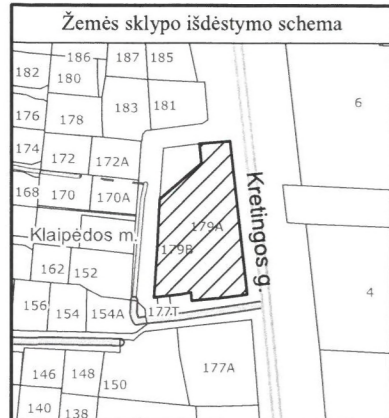 Žemės sklypo išdėstymo schema
186
187
185
6
182
180
183
181
176
178
174
172
172A
168
170
170A
179A
Kretingos g.
Klaipėdos m.
179B
162
152
4
156
154
154A
177T
177A
146
148
150
140
138